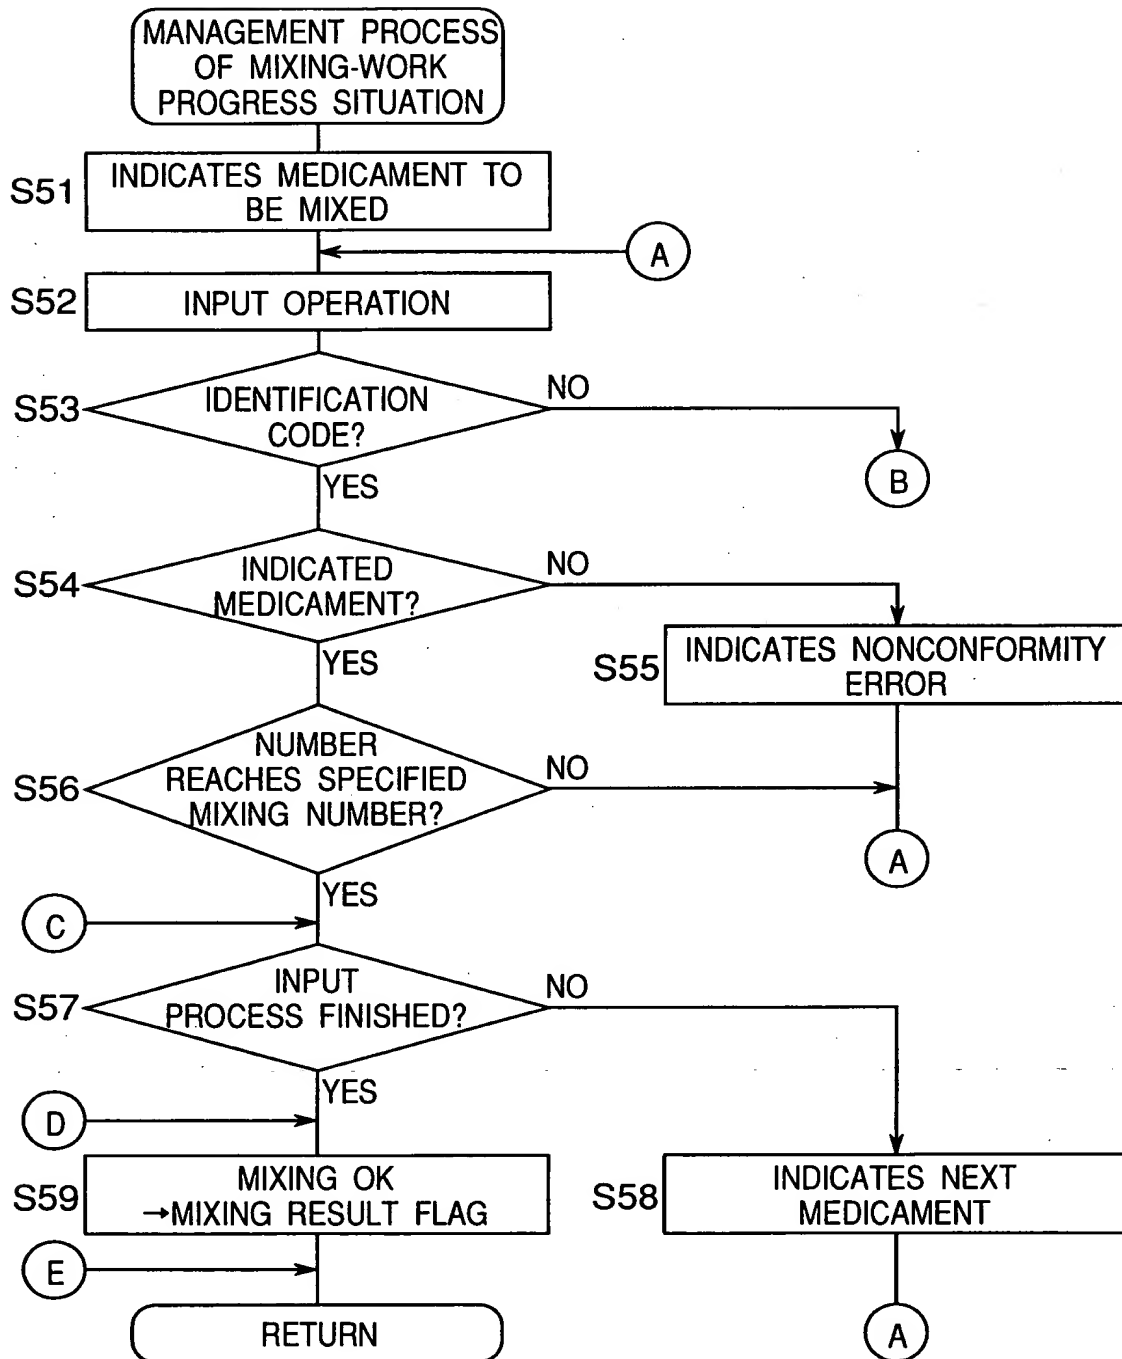 MANAGEMENT PROCESS
OF MIXING-WORK
PROGRESS SITUATION
S51
INDICATES MEDICAMENT TO
BE MIXED
A
S52
INPUT OPERATION
S53
IDENTIFICATION
CODE?
NO
B
YES
S54
INDICATED
MEDICAMENT?
NO
YES
S55
INDICATES NONCONFORMITY
ERROR
S56
NUMBER
REACHES SPECIFIED
MIXING NUMBER?
NO
A
YES
C
S57
INPUT
PROCESS FINISHED?
NO
YES
D
S59
MIXING OK
→MIXING RESULT FLAG
S58
INDICATES NEXT
MEDICAMENT
E
RETURN
A